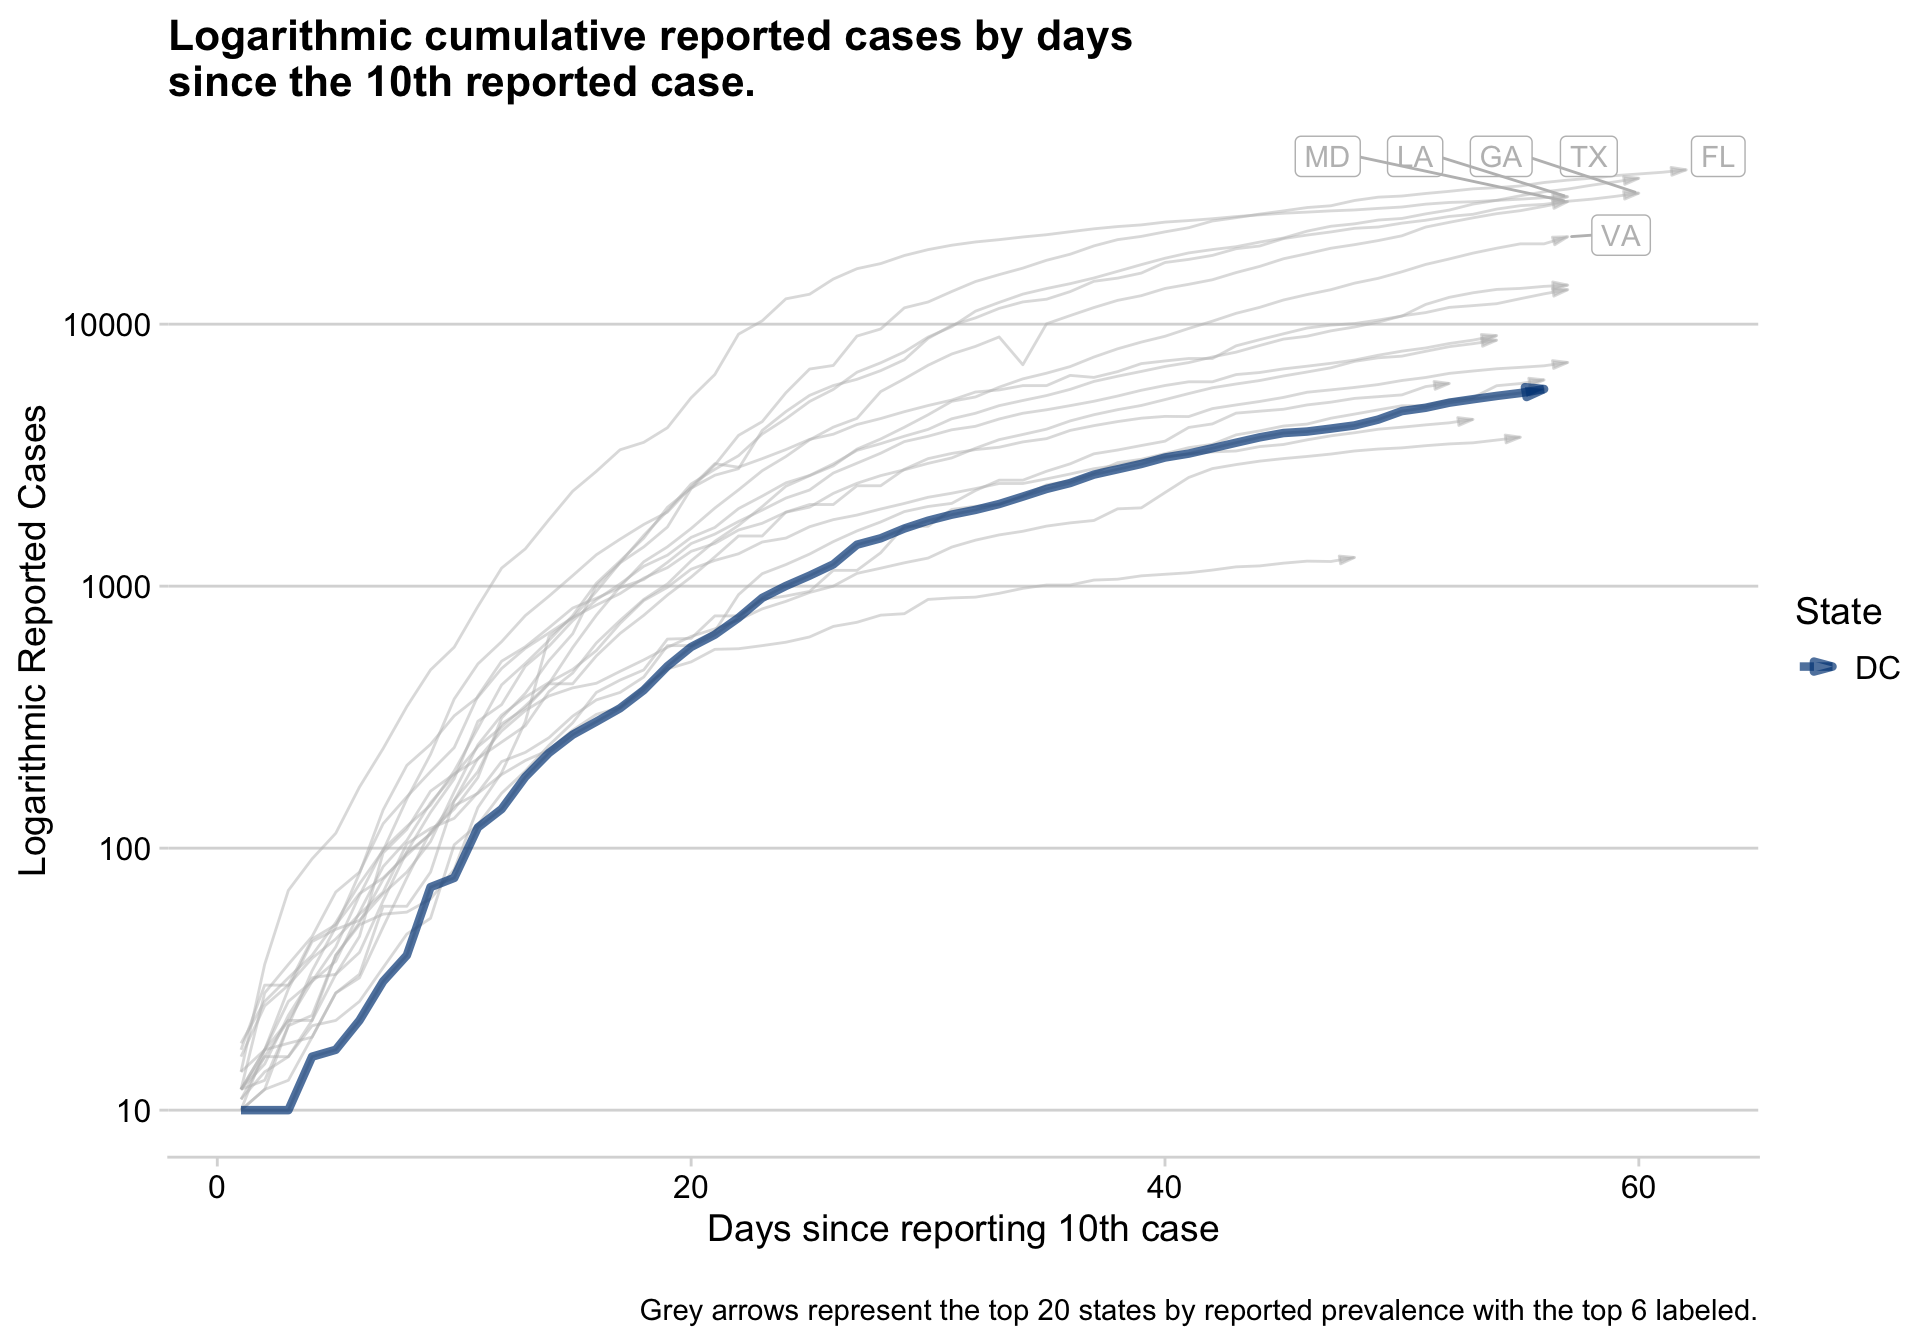 Logarithmic cumulative reported cases by days
since the 10th reported case.
MD LA GA TX FL
VA
10000
1000
100
10
Logarithmic Reported Cases
State
DC
0 20 40 60
Days since reporting 10th case
Grey arrows represent the top 20 states by reported prevalence with the top 6 labeled.